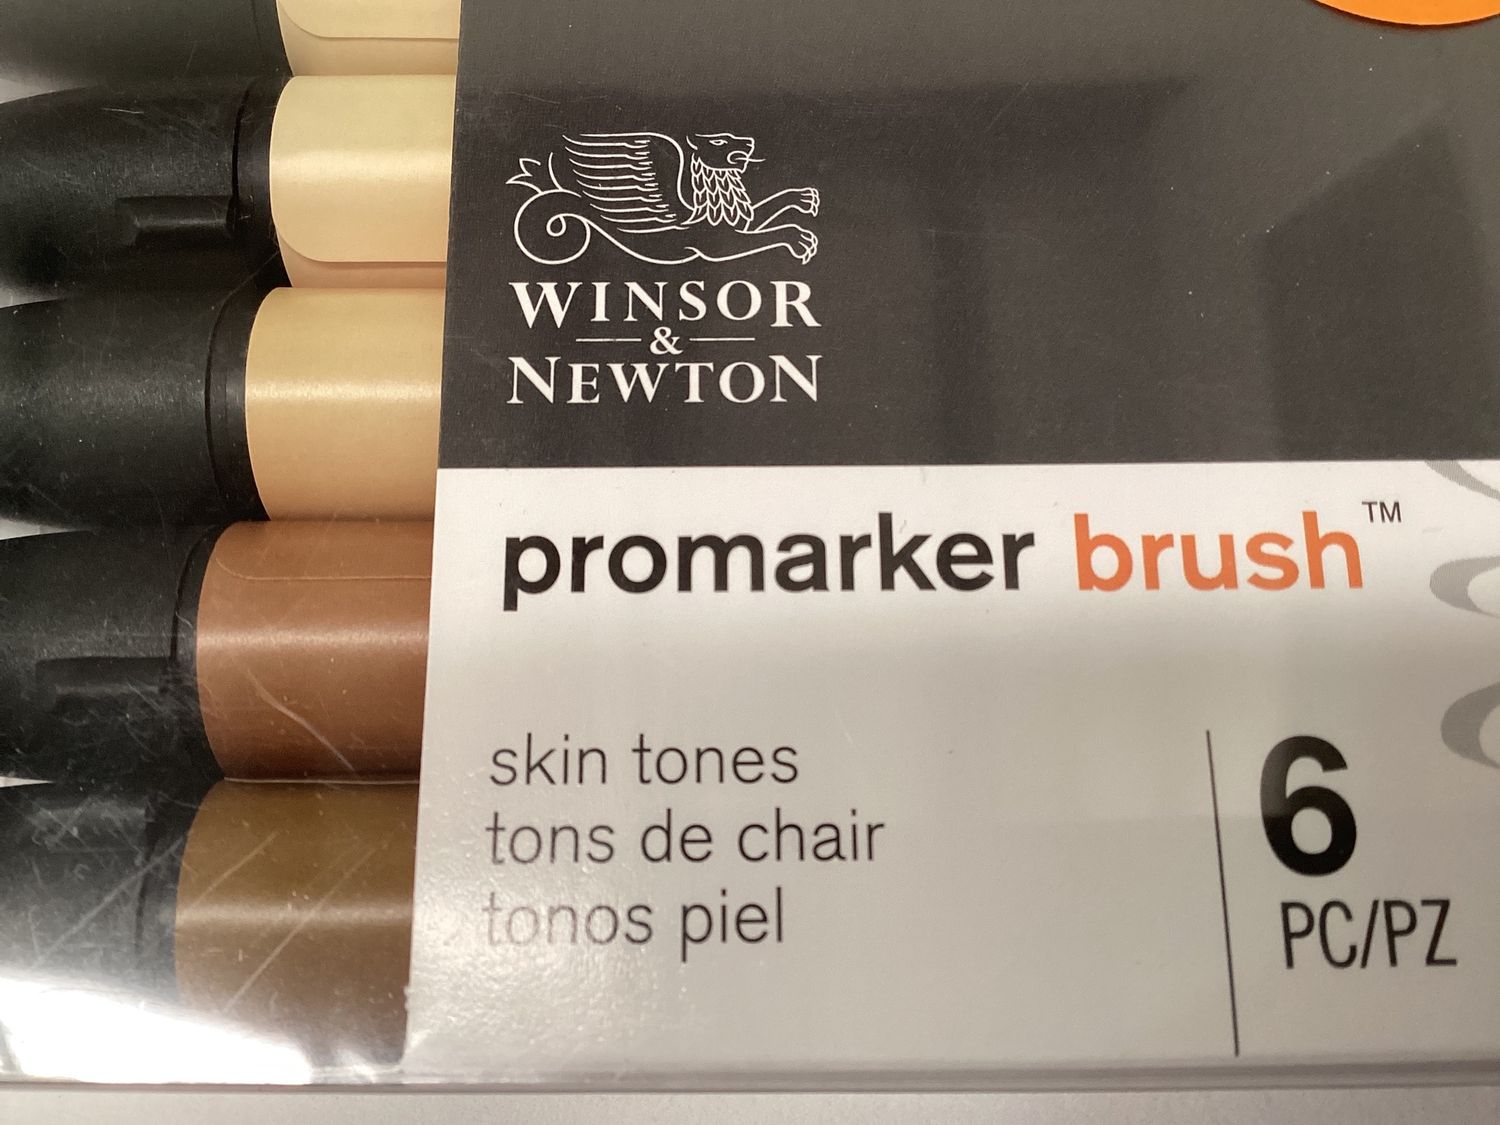 WINSOR
&
NEWTON
promarker brush™
skin tones
tons de chair
tonos piel
6
PC/PZ